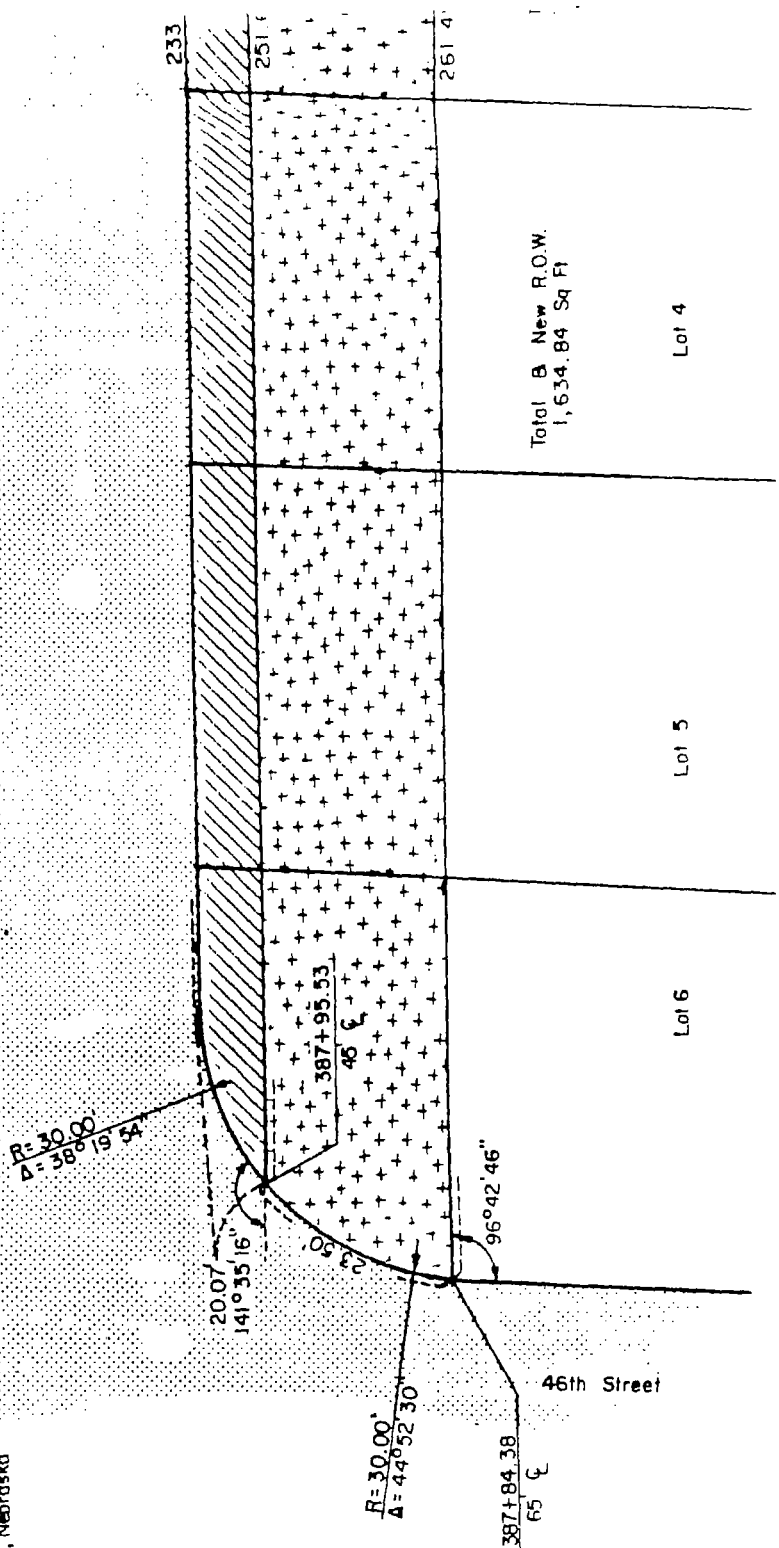 , Nebraska
233
251.
261.4'
R=30.00'
Δ=38°19'54"
20.07'
141°35'16"
387+95.53
45' ℄
23.50'
96°42'46"
R=30.00'
Δ=44°52'30"
387+84.38
65' ℄
46th Street
Total B New R.O.W.
1,634.84 Sq Ft
Lot 4
Lot 5
Lot 6